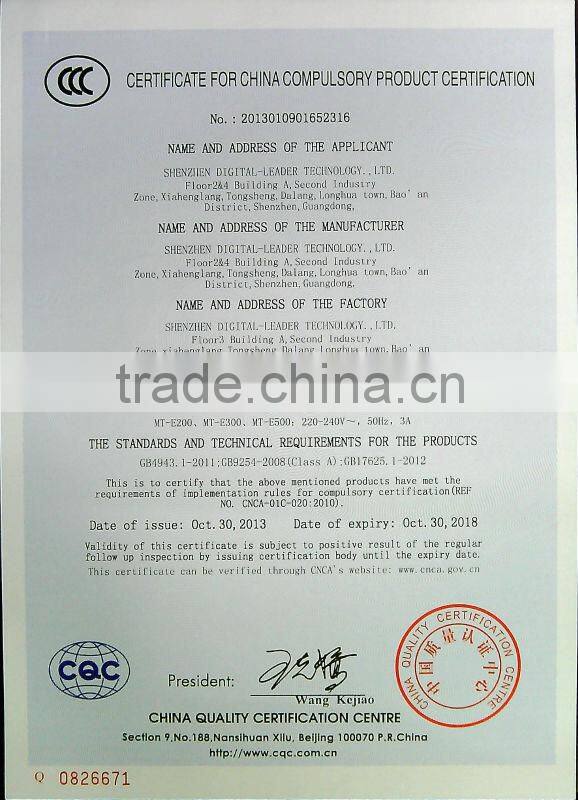 CCC
CERTIFICATE FOR CHINA COMPULSORY PRODUCT CERTIFICATION
No. : 2013010901652316
NAME AND ADDRESS OF THE APPLICANT
SHENZHEN DIGITAL-LEADER TECHNOLOGY.,LTD.
Floor2&4 Building A,Second Industry
Zone,Xiahenglang,Tongsheng,Dalang,Longhua town,Bao' an
District,Shenzhen,Guangdong,
NAME AND ADDRESS OF THE MANUFACTURER
SHENZHEN DIGITAL-LEADER TECHNOLOGY.,LTD.
Floor2&4 Building A,Second Industry
Zone,Xiahenglang,Tongsheng,Dalang,Longhua town,Bao' an
District,Shenzhen,Guangdong,
NAME AND ADDRESS OF THE FACTORY
SHENZHEN DIGITAL-LEADER TECHNOLOGY.,LTD.
Floor3 Building A,Second Industry
Zone,xiahenglang,Tongsheng,Dalang,Longhua town,Bao' an
trade.china.cn
MT-E200、MT-E300、MT-E500: 220-240V~, 50Hz, 3A
THE STANDARDS AND TECHNICAL REQUIREMENTS FOR THE PRODUCTS
GB4943.1-2011;GB9254-2008(Class A);GB17625.1-2012
This is to certify that the above mentioned products have met the
requirements of implementation rules for compulsory certification(REF
NO. CNCA-01C-020:2010).
Date of issue: Oct.30,2013 Date of expiry: Oct.30,2018
Validity of this certificate is subject to positive result of the regular
follow up inspection by issuing certification body until the expiry date.
This certificate can be verified through CNCA's website: www.cnca.gov.cn
CQC
President:
Wang Kejiao
CHINA QUALITY CERTIFICATION CENTRE
中国质量认证中心
CHINA QUALITY CERTIFICATION CENTRE
Section 9,No.188,Nansihuan Xilu, Beijing 100070 P.R.China
http://www.cqc.com.cn
Q 0826671